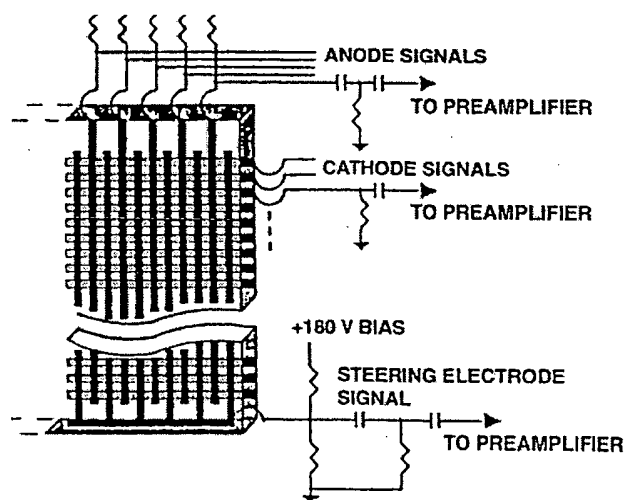 ANODE SIGNALS
TO PREAMPLIFIER
CATHODE SIGNALS
TO PREAMPLIFIER
+180 V BIAS
STEERING ELECTRODE
SIGNAL
TO PREAMPLIFIER